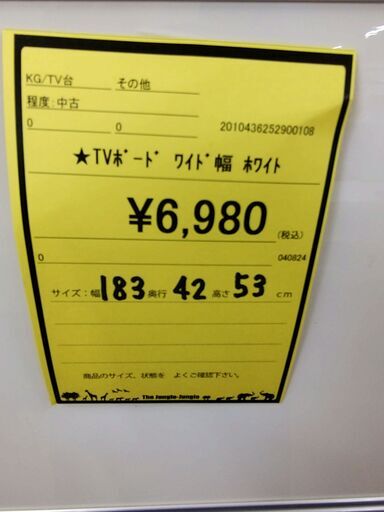 KG/TV台 その他
程度:中古
0 0 2010436252900108
★TVﾎﾞｰﾄﾞ ﾜｲﾄﾞ幅 ﾎﾜｲﾄ
¥6,980 (税込)
0 040824
サイズ:幅 183 奥行 42 高さ 53 cm
商品のサイズ、状態を よくご確認下さい。
The Jungle-Jungle